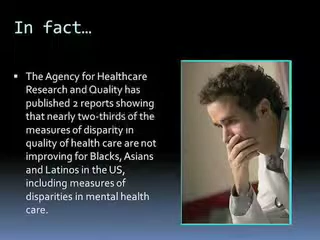 In fact…
The Agency for Healthcare
Research and Quality has
published 2 reports showing
that nearly two-thirds of the
measures of disparity in
quality of health care are not
improving for Blacks, Asians
and Latinos in the US,
including measures of
disparities in mental health
care.